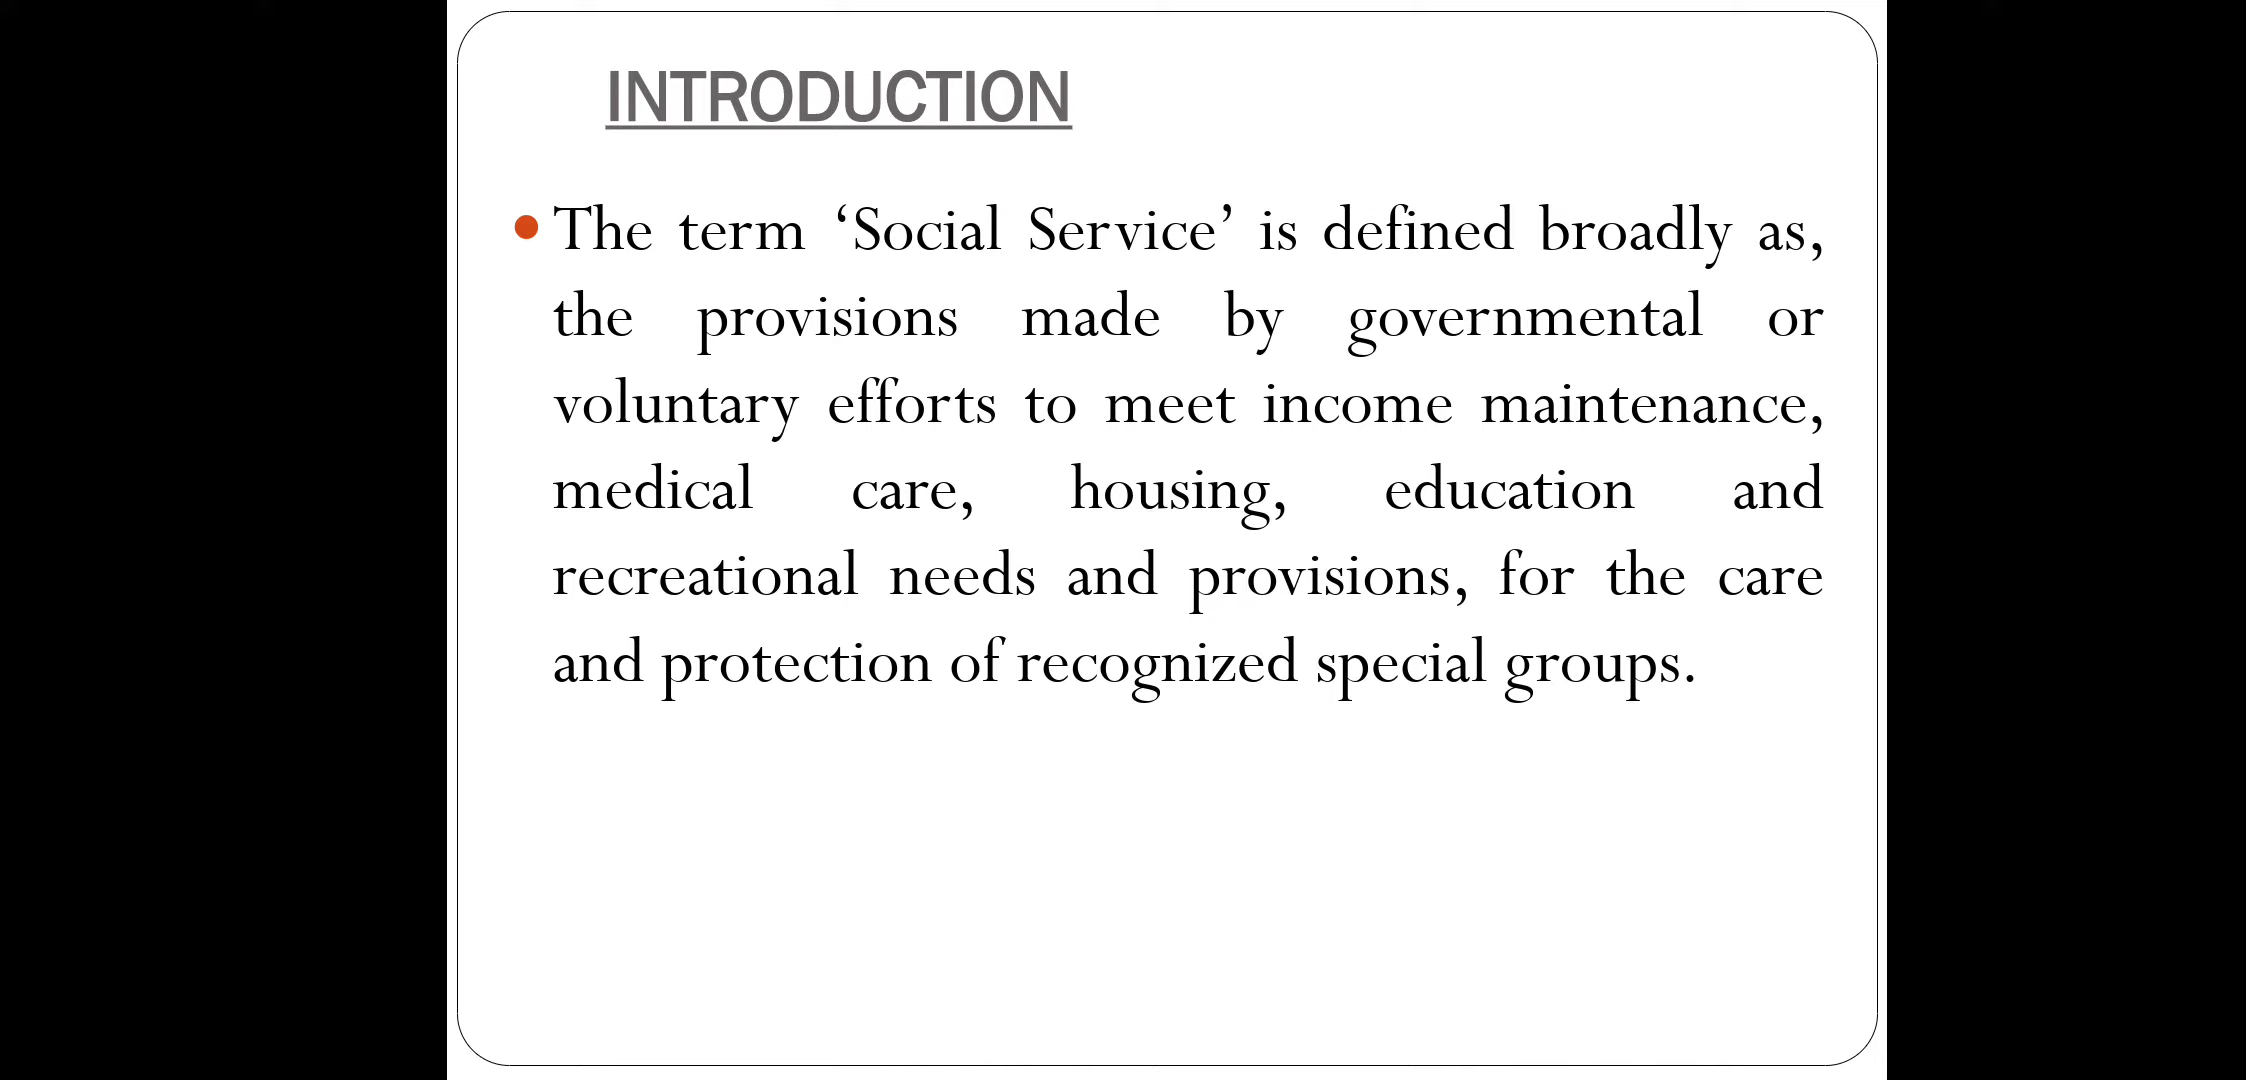 INTRODUCTION
• The term ‘Social Service’ is defined broadly as,
the provisions made by governmental or
voluntary efforts to meet income maintenance,
medical care, housing, education and
recreational needs and provisions, for the care
and protection of recognized special groups.